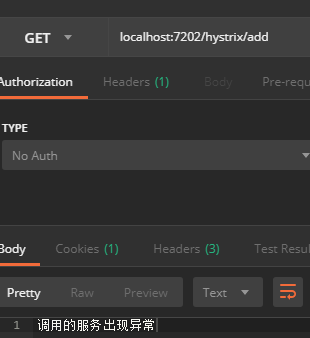 GET localhost:7202/hystrix/add
Authorization Headers (1) Body Pre-requ
TYPE
No Auth
Body Cookies (1) Headers (3) Test Resul
Pretty Raw Preview Text
1 调用的服务出现异常